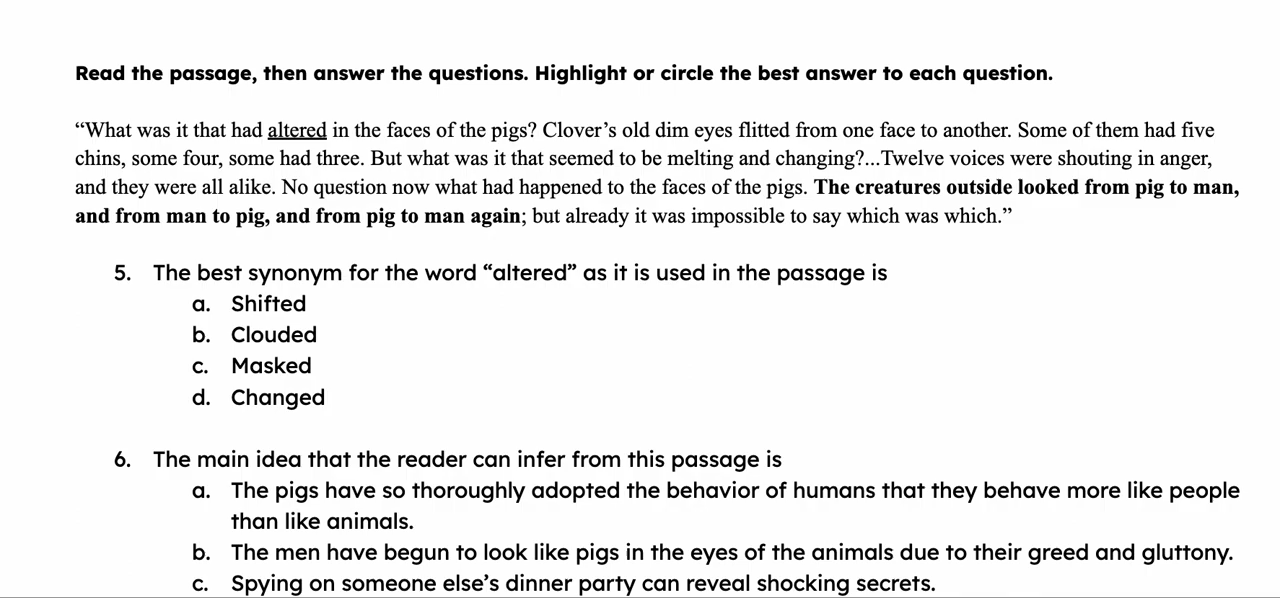 Read the passage, then answer the questions. Highlight or circle the best answer to each question.
“What was it that had altered in the faces of the pigs? Clover’s old dim eyes flitted from one face to another. Some of them had five
chins, some four, some had three. But what was it that seemed to be melting and changing?...Twelve voices were shouting in anger,
and they were all alike. No question now what had happened to the faces of the pigs. The creatures outside looked from pig to man,
and from man to pig, and from pig to man again; but already it was impossible to say which was which.”
5. The best synonym for the word “altered” as it is used in the passage is
a. Shifted
b. Clouded
c. Masked
d. Changed
6. The main idea that the reader can infer from this passage is
a. The pigs have so thoroughly adopted the behavior of humans that they behave more like people
than like animals.
b. The men have begun to look like pigs in the eyes of the animals due to their greed and gluttony.
c. Spying on someone else’s dinner party can reveal shocking secrets.